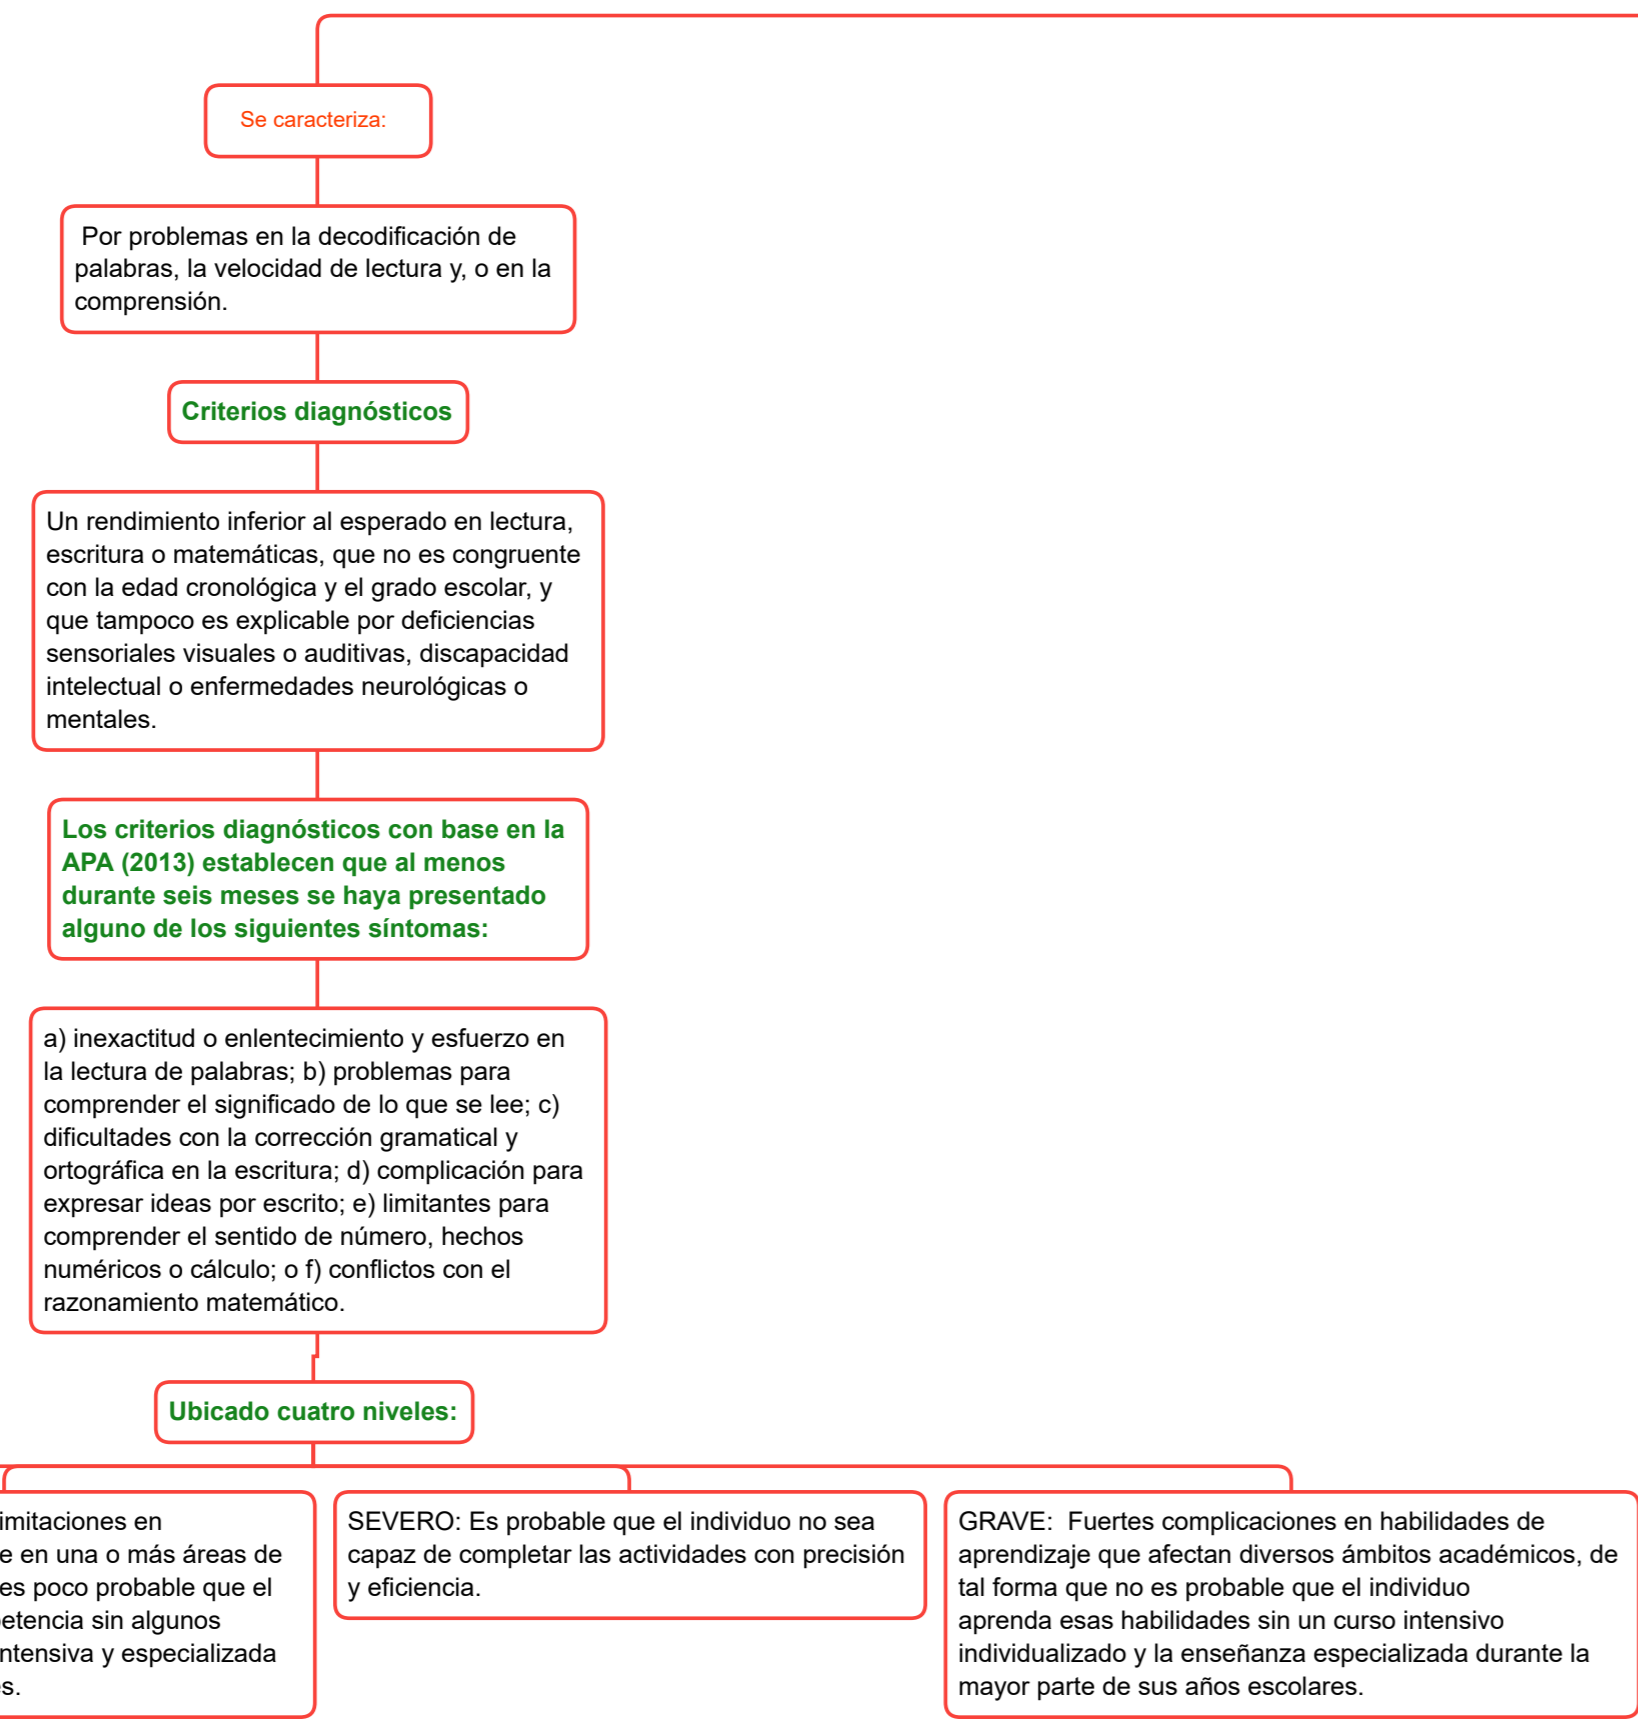 Se caracteriza:
Por problemas en la decodificación de
palabras, la velocidad de lectura y, o en la
comprensión.
Criterios diagnósticos
Un rendimiento inferior al esperado en lectura,
escritura o matemáticas, que no es congruente
con la edad cronológica y el grado escolar, y
que tampoco es explicable por deficiencias
sensoriales visuales o auditivas, discapacidad
intelectual o enfermedades neurológicas o
mentales.
Los criterios diagnósticos con base en la
APA (2013) establecen que al menos
durante seis meses se haya presentado
alguno de los siguientes síntomas:
a) inexactitud o enlentecimiento y esfuerzo en
la lectura de palabras; b) problemas para
comprender el significado de lo que se lee; c)
dificultades con la corrección gramatical y
ortográfica en la escritura; d) complicación para
expresar ideas por escrito; e) limitantes para
comprender el sentido de número, hechos
numéricos o cálculo; o f) conflictos con el
razonamiento matemático.
Ubicado cuatro niveles:
en
en una o más áreas de
es poco probable que el
sin algunos
y especializada
SEVERO: Es probable que el individuo no sea
capaz de completar las actividades con precisión
y eficiencia.
GRAVE: Fuertes complicaciones en habilidades de
aprendizaje que afectan diversos ámbitos académicos, de
tal forma que no es probable que el individuo
aprenda esas habilidades sin un curso intensivo
individualizado y la enseñanza especializada durante la
mayor parte de sus años escolares.